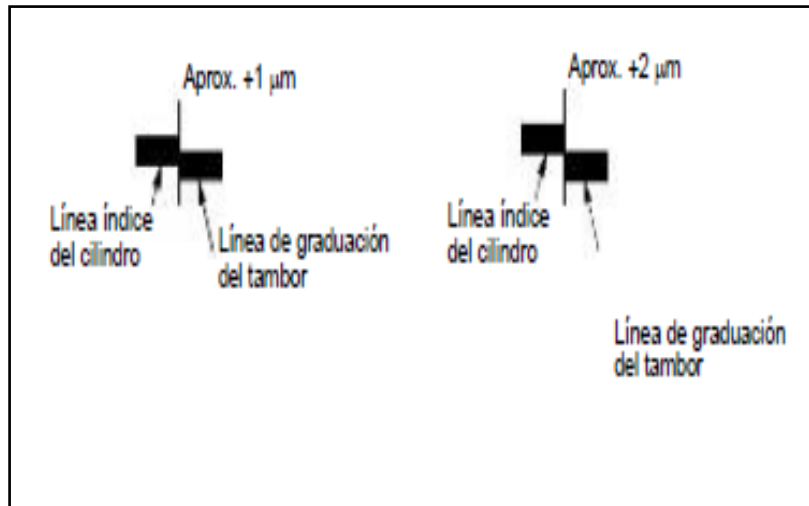 Aprox. +1 µm
Línea índice
del cilindro
Línea de graduación
del tambor
Aprox. +2 µm
Línea índice
del cilindro
Línea de graduación
del tambor